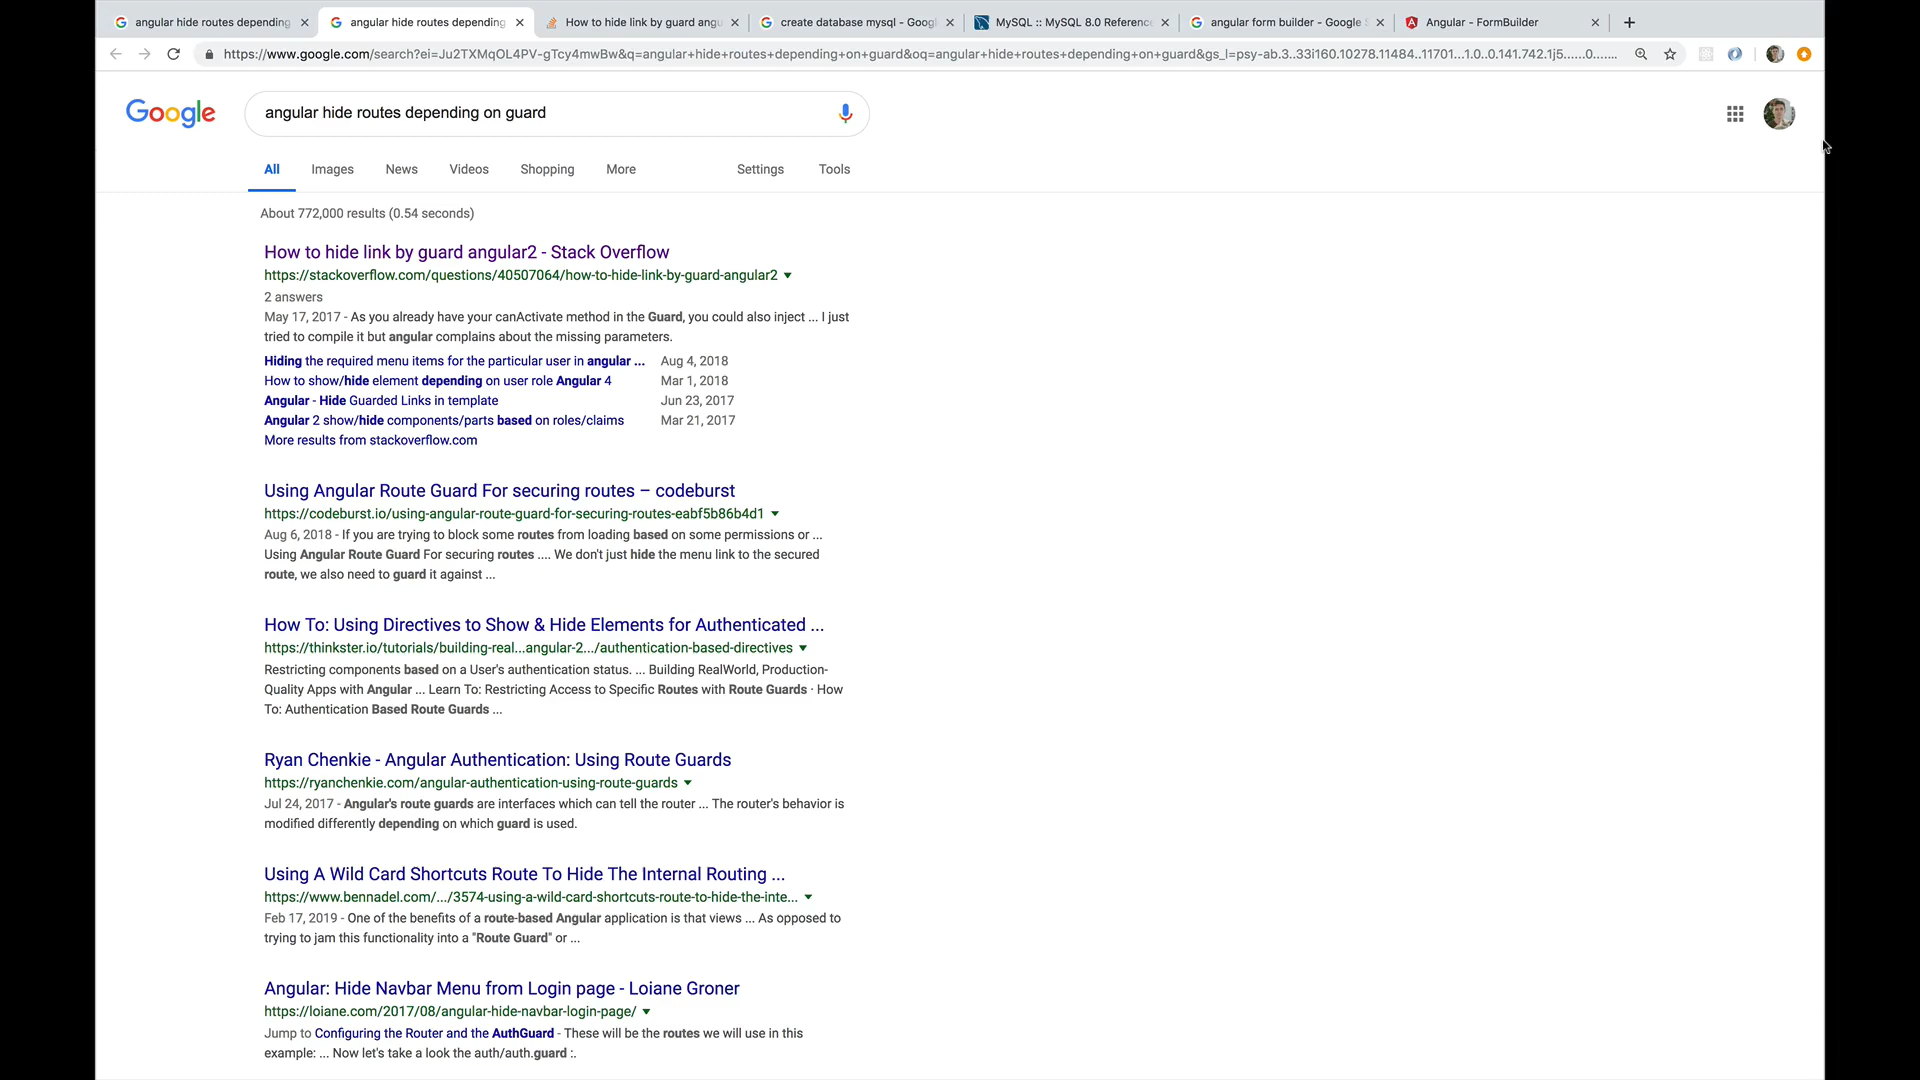 angular hide routes depending
angular hide routes depending
How to hide link by guard angu
create database mysql - Goog
MySQL :: MySQL 8.0 Reference
angular form builder - Google S
Angular - FormBuilder
https://www.google.com/search?ei=Ju2TXMqOL4PV-gTcy4mwBw&q=angular+hide+routes+depending+on+guard&oq=angular+hide+routes+depending+on+guard&gs_l=psy-ab.3..33i160.10278.11484..11701...1.0..0.141.742.1j5......0......
Google
angular hide routes depending on guard
All Images News Videos Shopping More Settings Tools
About 772,000 results (0.54 seconds)
How to hide link by guard angular2 - Stack Overflow
https://stackoverflow.com/questions/40507064/how-to-hide-link-by-guard-angular2
2 answers
May 17, 2017 - As you already have your canActivate method in the Guard, you could also inject ... I just
tried to compile it but angular complains about the missing parameters.
Hiding the required menu items for the particular user in angular ... Aug 4, 2018
How to show/hide element depending on user role Angular 4 Mar 1, 2018
Angular - Hide Guarded Links in template Jun 23, 2017
Angular 2 show/hide components/parts based on roles/claims Mar 21, 2017
More results from stackoverflow.com
Using Angular Route Guard For securing routes – codeburst
https://codeburst.io/using-angular-route-guard-for-securing-routes-eabf5b86b4d1
Aug 6, 2018 - If you are trying to block some routes from loading based on some permissions or ...
Using Angular Route Guard For securing routes .... We don't just hide the menu link to the secured
route, we also need to guard it against ...
How To: Using Directives to Show & Hide Elements for Authenticated ...
https://thinkster.io/tutorials/building-real...angular-2.../authentication-based-directives
Restricting components based on a User's authentication status. ... Building RealWorld, Production-
Quality Apps with Angular ... Learn To: Restricting Access to Specific Routes with Route Guards · How
To: Authentication Based Route Guards ...
Ryan Chenkie - Angular Authentication: Using Route Guards
https://ryanchenkie.com/angular-authentication-using-route-guards
Jul 24, 2017 - Angular's route guards are interfaces which can tell the router ... The router's behavior is
modified differently depending on which guard is used.
Using A Wild Card Shortcuts Route To Hide The Internal Routing ...
https://www.bennadel.com/.../3574-using-a-wild-card-shortcuts-route-to-hide-the-inte...
Feb 17, 2019 - One of the benefits of a route-based Angular application is that views ... As opposed to
trying to jam this functionality into a "Route Guard" or ...
Angular: Hide Navbar Menu from Login page - Loiane Groner
https://loiane.com/2017/08/angular-hide-navbar-login-page/
Jump to Configuring the Router and the AuthGuard - These will be the routes we will use in this
example: ... Now let's take a look the auth/auth.guard :.